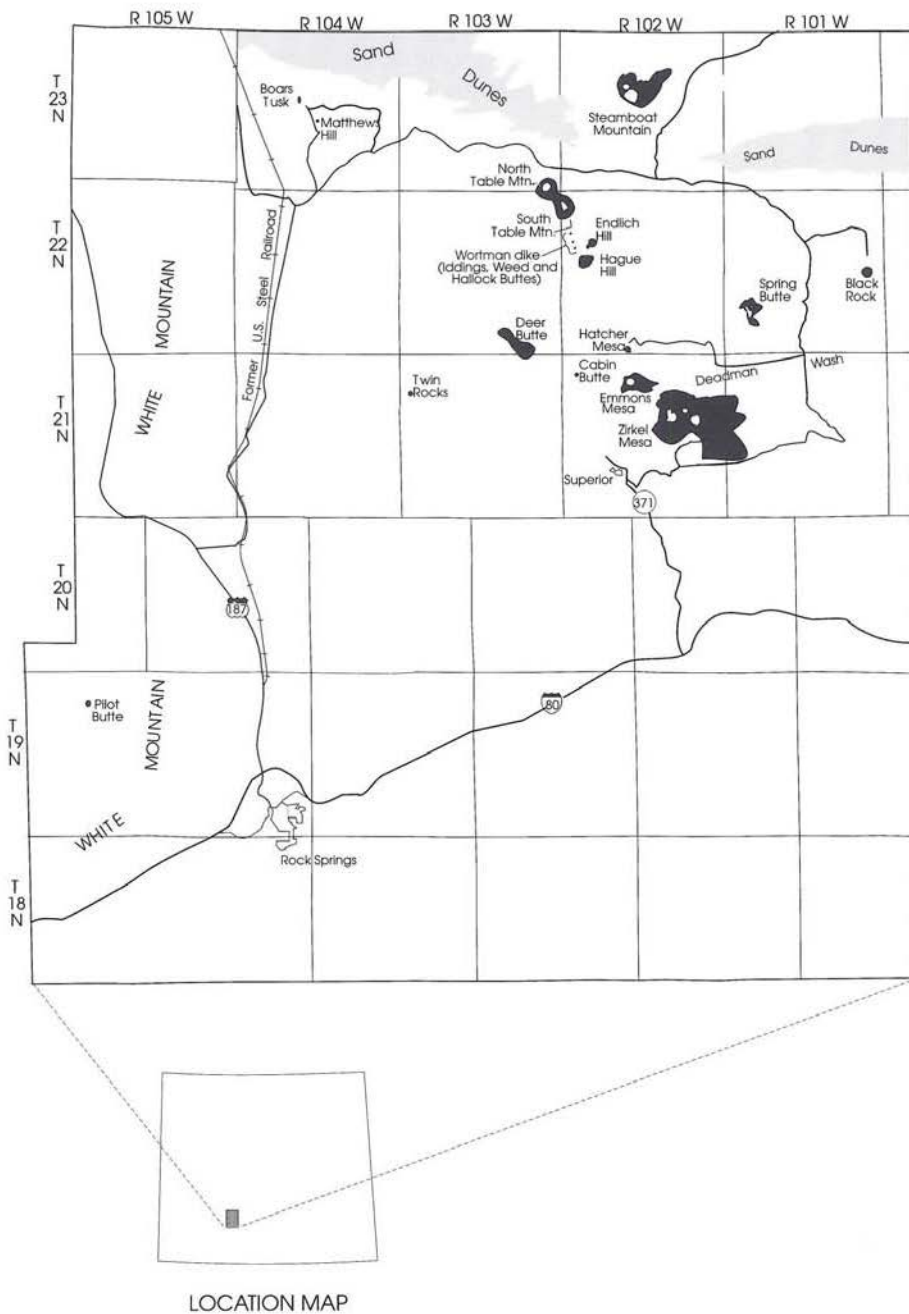 R 105 W
R 104 W
R 103 W
R 102 W
R 101 W
T
23
N
Sand
Dunes
Boars
Tusk
Matthews
Hill
Steamboat
Mountain
Sand Dunes
North
Table Mtn.
South
Table Mtn.
Endlich
Hill
Wortman dike
(Iddings, Weed and
Hallock Buttes)
Hague
Hill
T
22
N
Spring
Butte
Black
Rock
WHITE MOUNTAIN
Former U.S. Steel Railroad
Deer
Butte
Hatcher
Mesa
Twin
Rocks
Cabin
Butte
Deadman Wash
Emmons
Mesa
Zirkel
Mesa
T
21
N
Superior
371
T
20
N
187
80
Pilot
Butte
T
19
N
WHITE MOUNTAIN
Rock Springs
T
18
N
LOCATION MAP